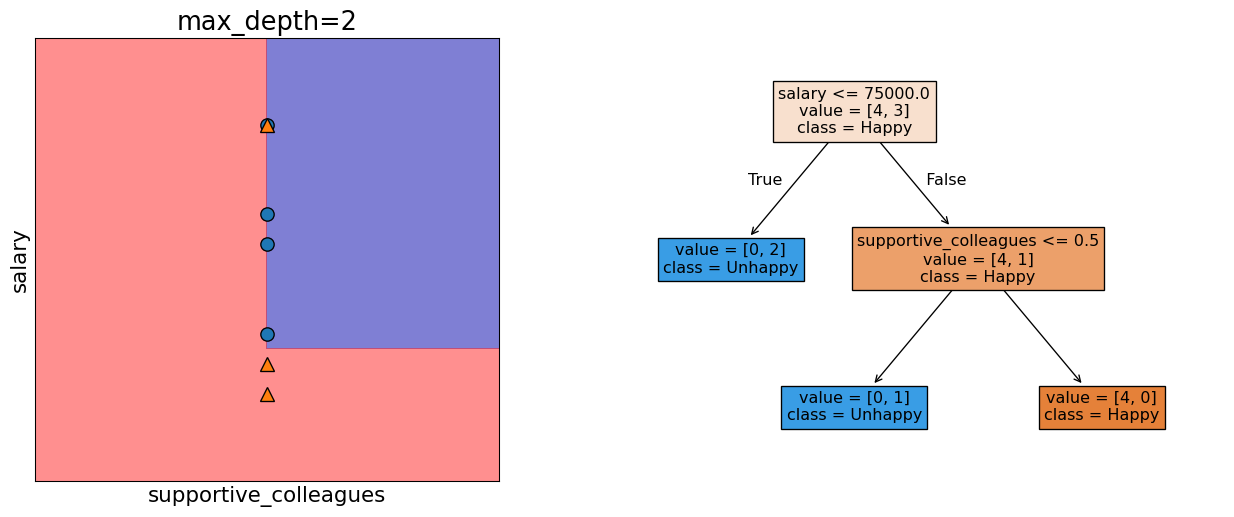 max_depth=2
salary
supportive_colleagues
salary <= 75000.0
value = [4, 3]
class = Happy
True
False
value = [0, 2]
class = Unhappy
supportive_colleagues <= 0.5
value = [4, 1]
class = Happy
value = [0, 1]
class = Unhappy
value = [4, 0]
class = Happy